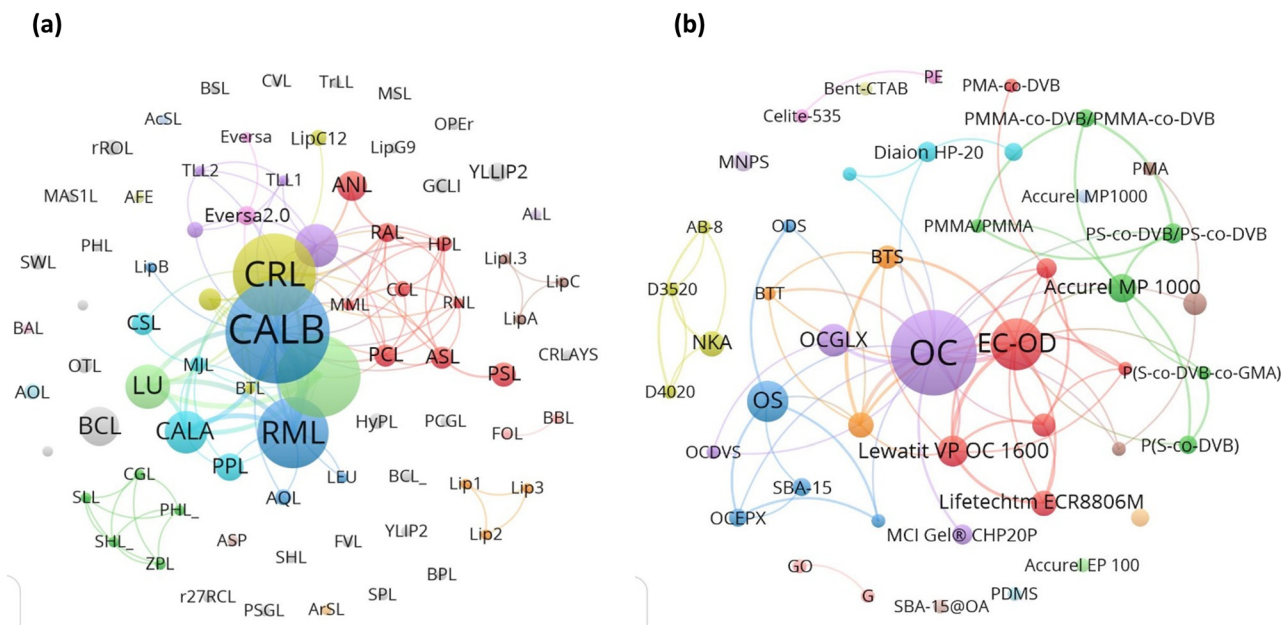 (a)
(b)
CVL
TrLL
BSL
MSL
AcSL
OPEr
Eversa
LipC12
rROL
LipG9
TLL2
TLL1
YLLIP2
MAS1L
AFE
ANL
GCLI
Eversa2.0
ALL
RAL
PHL
HPL
SWL
LipB
LipI.3
CRL
LipC
CCL
MML
RNL
BAL
CSL
CALB
LipA
MJL
PCL
ASL
CRLAYS
OTL
PSL
AOL
LU
BTL
BCL
CALA
RML
HyPL
PCGL
BBL
FOL
PPL
CGL
LEU
BCL_
Lip1
Lip3
SLL
AQL
PHL_
YLIP2
Lip2
SHL_
ASP
FVL
ZPL
SHL
BPL
r27RCL
PSGL
ArSL
SPL
PE
Bent-CTAB
PMA-co-DVB
Celite-535
PMMA-co-DVB/PMMA-co-DVB
MNPS
Diaion HP-20
PMA
Accurel MP1000
AB-8
ODS
PMMA/PMMA
PS-co-DVB/PS-co-DVB
BTS
D3520
BTT
Accurel MP 1000
NKA
OCGLX
OC
EC-OD
P(S-co-DVB-co-GMA)
D4020
OS
OCDVS
Lewatit VP OC 1600
P(S-co-DVB)
SBA-15
Lifetechtm ECR8806M
OCEPX
MCI Gel® CHP20P
GO
Accurel EP 100
G
SBA-15@OA
PDMS